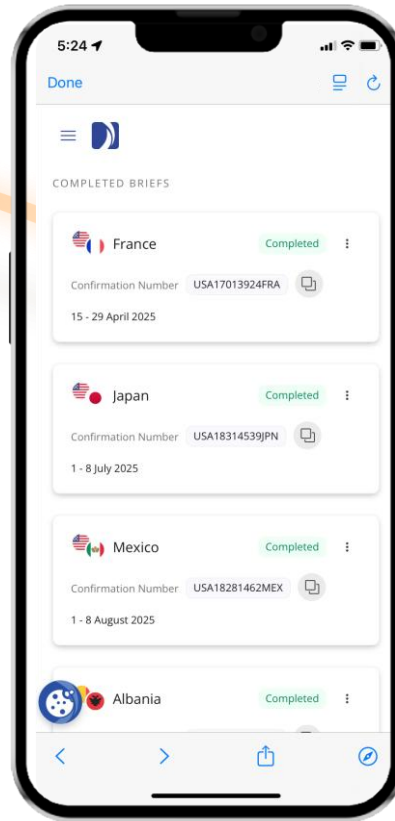 5:24
Done
COMPLETED BRIEFS
France Completed
Confirmation Number USA17013924FRA
15 - 29 April 2025
Japan Completed
Confirmation Number USA18314539JPN
1 - 8 July 2025
Mexico Completed
Confirmation Number USA18281462MEX
1 - 8 August 2025
Albania Completed